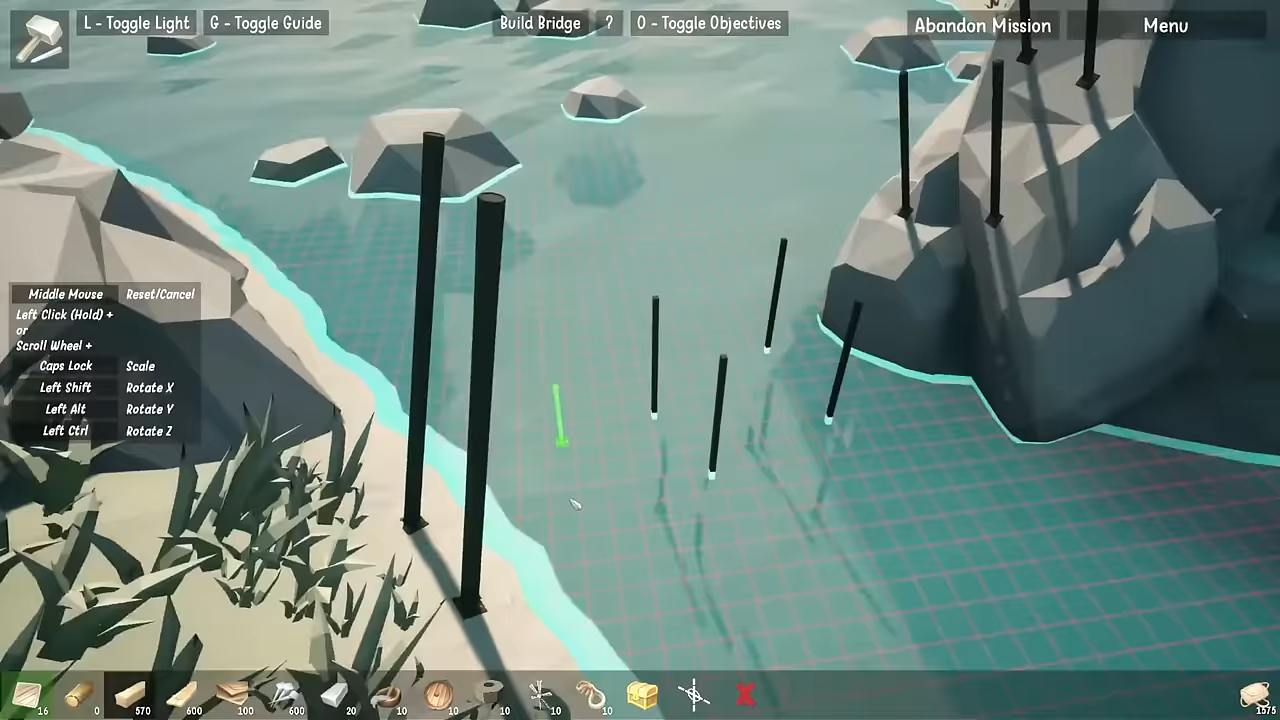 L - Toggle Light
G - Toggle Guide
Build Bridge ?
O - Toggle Objectives
Abandon Mission
Menu
Middle Mouse Reset/Cancel
Left Click (Hold) +
or
Scroll Wheel +
Caps Lock Scale
Left Shift Rotate X
Left Alt Rotate Y
Left Ctrl Rotate Z
16 0 570 600 100 600 20 10 10 10 10 10 1575